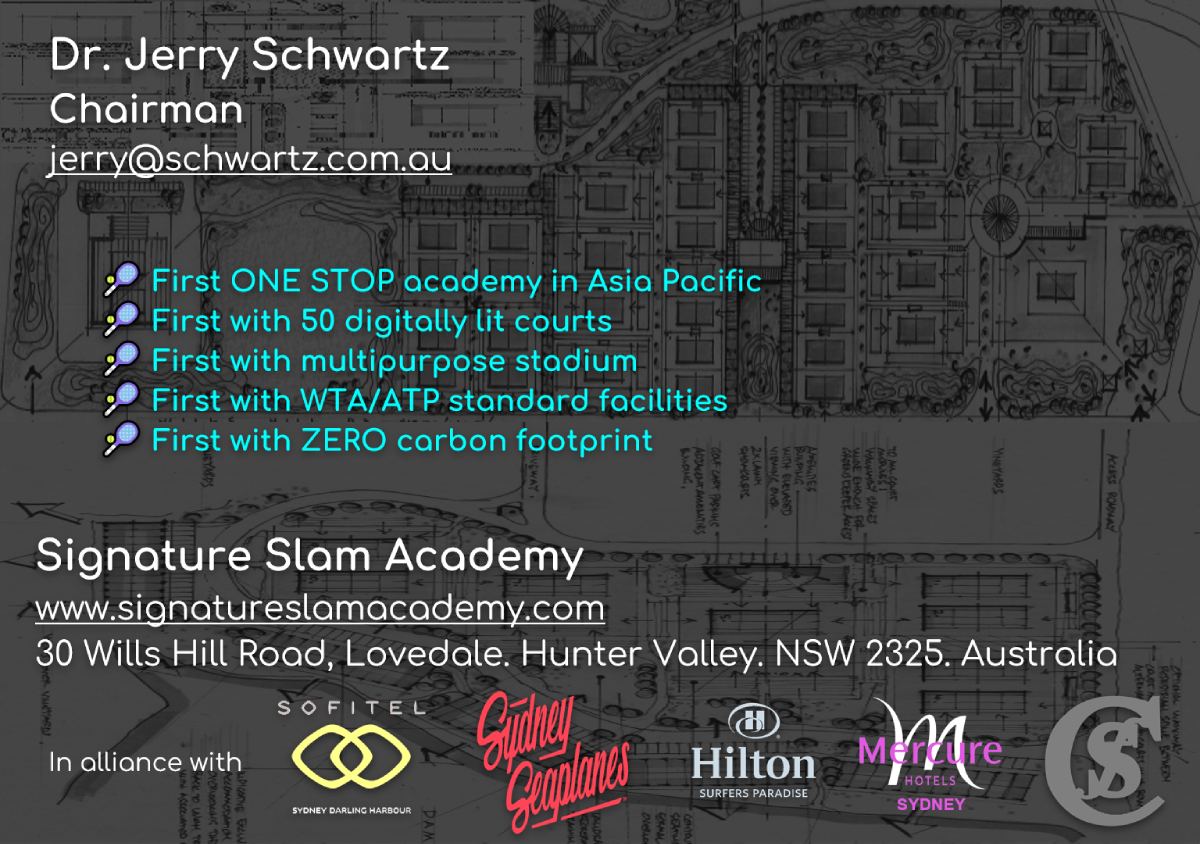 Dr. Jerry Schwartz
Chairman
jerry@schwartz.com.au
First ONE STOP academy in Asia Pacific
First with 50 digitally lit courts
First with multipurpose stadium
First with WTA/ATP standard facilities
First with ZERO carbon footprint
VINEYARDS
ACCESS ROADWAY
Signature Slam Academy
www.signatureslamacademy.com
30 Wills Hill Road, Lovedale. Hunter Valley. NSW 2325. Australia
In alliance with
SOFITEL
SYDNEY DARLING HARBOUR
Sydney
Seaplanes
H
Hilton
SURFERS PARADISE
M
Mercure
HOTELS
SYDNEY